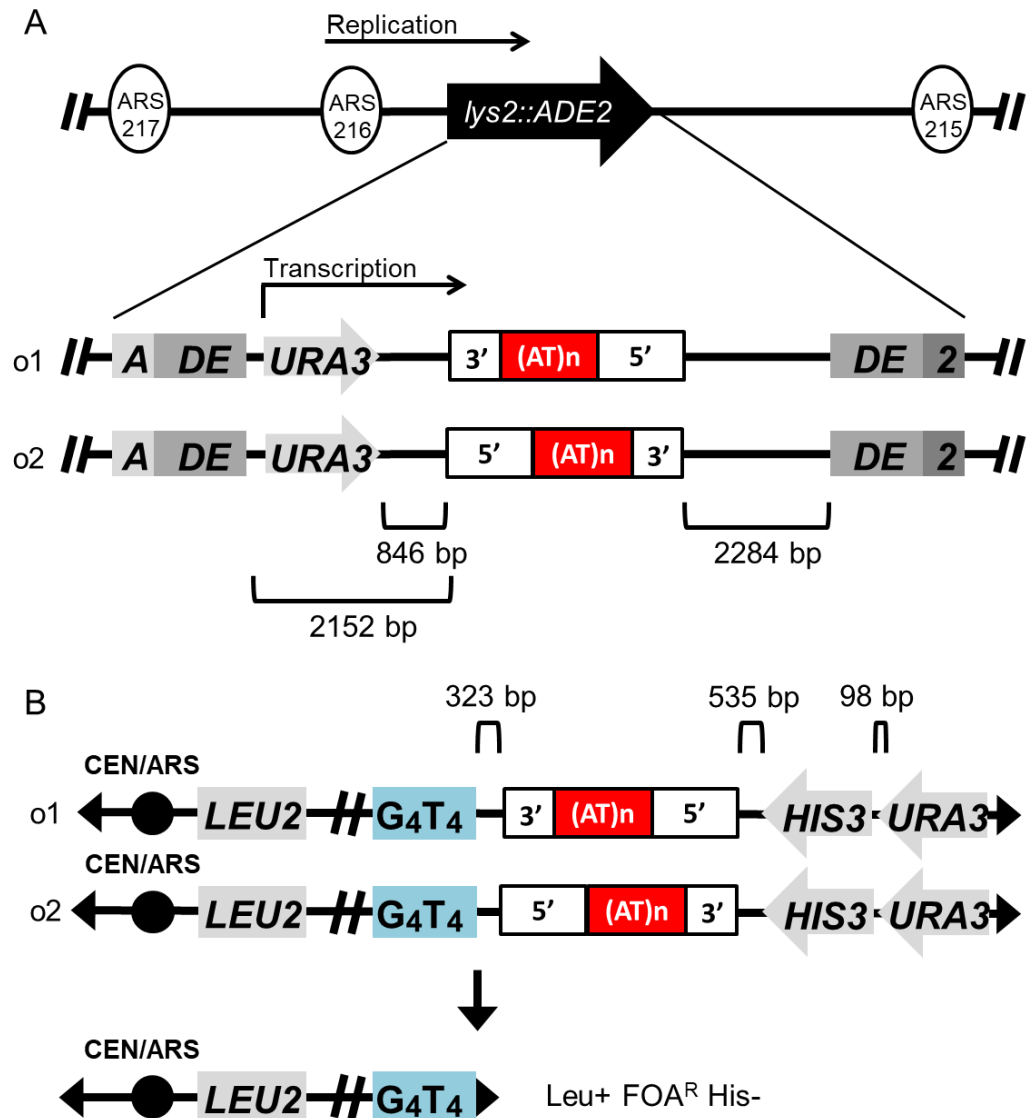 A
Replication
ARS 217
ARS 216
lys2::ADE2
ARS 215
Transcription
o1 A DE URA3 3’ (AT)n 5’ DE 2
o2 A DE URA3 5’ (AT)n 3’ DE 2
846 bp 2284 bp
2152 bp
B
323 bp 535 bp 98 bp
CEN/ARS
o1 LEU2 G4T4 3’ (AT)n 5’ HIS3 URA3
CEN/ARS
o2 LEU2 G4T4 5’ (AT)n 3’ HIS3 URA3
CEN/ARS
LEU2 G4T4 Leu+ FOAR His-